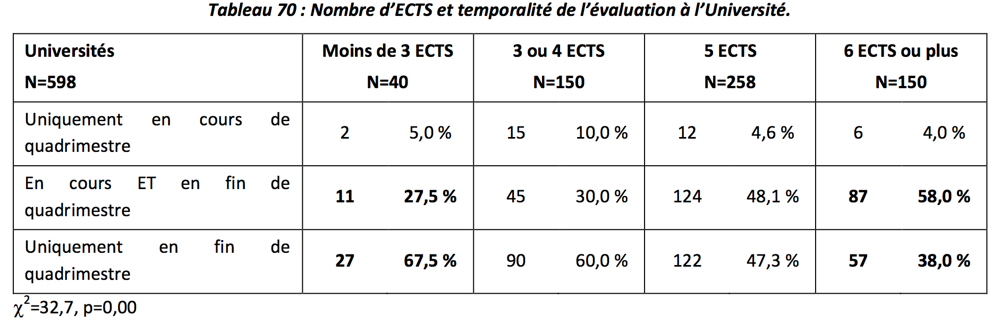 Tableau 70 : Nombre d’ECTS et temporalité de l’évaluation à l’Université.
Universités Moins de 3 ECTS 3 ou 4 ECTS 5 ECTS 6 ECTS ou plus
N=598 N=40 N=150 N=258 N=150
Uniquement en cours de
quadrimestre
2 5,0 % 15 10,0 % 12 4,6 % 6 4,0 %
En cours ET en fin de
quadrimestre
11 27,5 % 45 30,0 % 124 48,1 % 87 58,0 %
Uniquement en fin de
quadrimestre
27 67,5 % 90 60,0 % 122 47,3 % 57 38,0 %
χ²=32,7, p=0,00